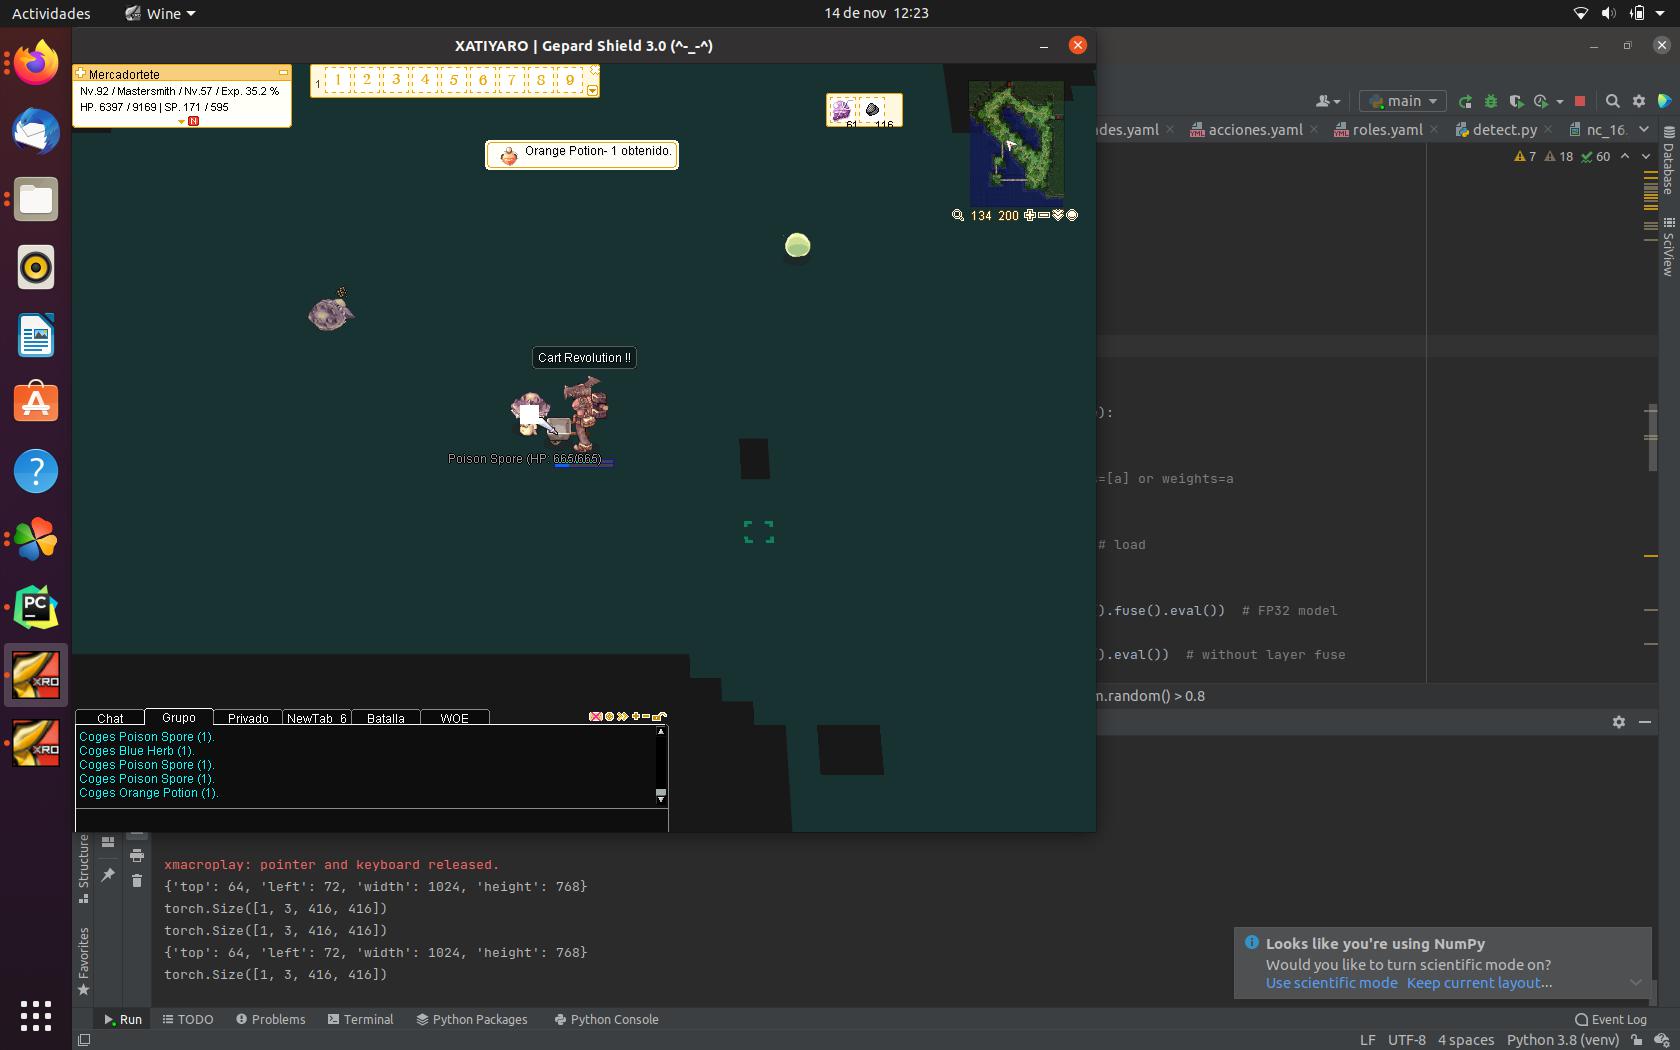 Actividades
Wine
14 de nov 12:23
XATIYARO | Gepard Shield 3.0 (^-_-^)
Mercadortete
Nv.92 / Mastersmith / Nv.57 / Exp. 35.2 %
HP. 6397 / 9169 | SP. 171 / 595
N
1
1 2 3 4 5 6 7 8 9
61 116
Orange Potion- 1 obtenido.
134 200
Cart Revolution !!
Poison Spore (HP: 665/665)
Chat
Grupo
Privado
NewTab_6
Batalla
WOE
Coges Poison Spore (1).
Coges Blue Herb (1).
Coges Poison Spore (1).
Coges Poison Spore (1).
Coges Orange Potion (1).
main
des.yaml
acciones.yaml
roles.yaml
detect.py
nc_16.
7 18 60
):
=[a] or weights=a
# load
).fuse().eval()) # FP32 model
).eval()) # without layer fuse
m.random() > 0.8
Database
SciView
Structure
Favorites
xmacroplay: pointer and keyboard released.
{'top': 64, 'left': 72, 'width': 1024, 'height': 768}
torch.Size([1, 3, 416, 416])
torch.Size([1, 3, 416, 416])
{'top': 64, 'left': 72, 'width': 1024, 'height': 768}
torch.Size([1, 3, 416, 416])
Looks like you're using NumPy
Would you like to turn scientific mode on?
Use scientific mode Keep current layout...
Run
TODO
Problems
Terminal
Python Packages
Python Console
Event Log
LF UTF-8 4 spaces Python 3.8 (venv)
PC
XRO
XRO